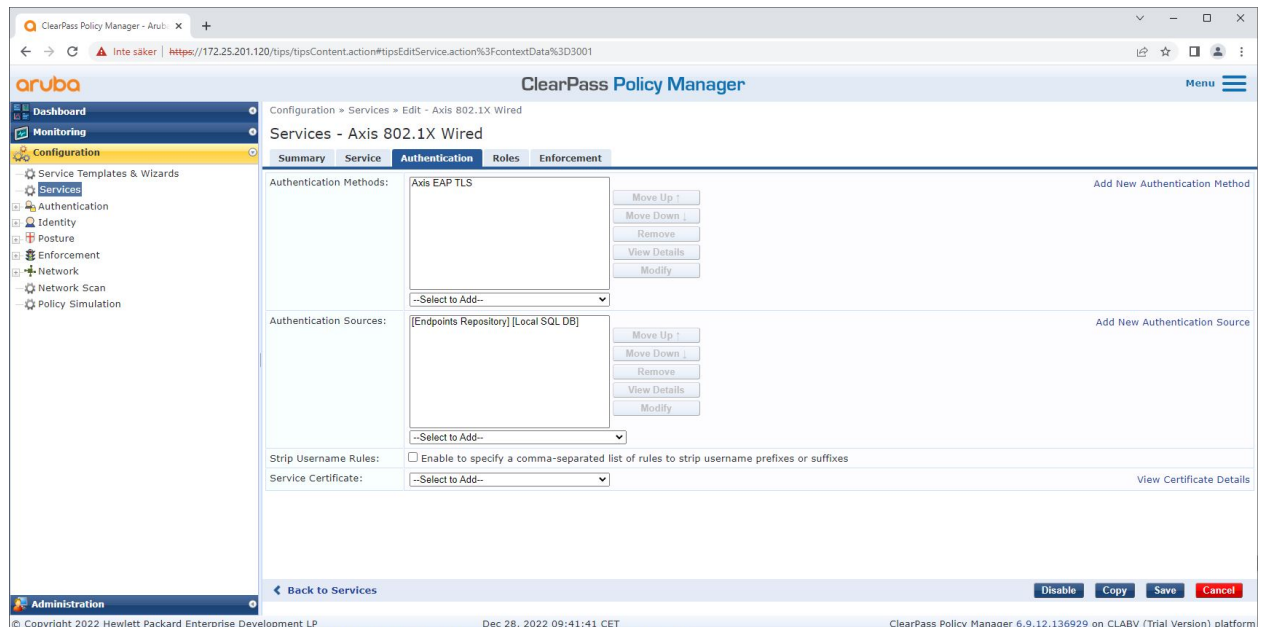 ClearPass Policy Manager - Arub
Inte säker | https://172.25.201.120/tips/tipsContent.action#tipsEditService.action%3FcontextData%3D3001
aruba
ClearPass Policy Manager
Menu
Dashboard
Monitoring
Configuration
Service Templates & Wizards
Services
Authentication
Identity
Posture
Enforcement
Network
Network Scan
Policy Simulation
Administration
Configuration » Services » Edit - Axis 802.1X Wired
Services - Axis 802.1X Wired
Summary Service Authentication Roles Enforcement
Authentication Methods:
Axis EAP TLS
Move Up ↑
Move Down ↓
Remove
View Details
Modify
--Select to Add--
Add New Authentication Method
Authentication Sources:
[Endpoints Repository] [Local SQL DB]
Move Up ↑
Move Down ↓
Remove
View Details
Modify
--Select to Add--
Add New Authentication Source
Strip Username Rules:
Enable to specify a comma-separated list of rules to strip username prefixes or suffixes
Service Certificate:
--Select to Add--
View Certificate Details
Back to Services
Disable Copy Save Cancel
© Copyright 2022 Hewlett Packard Enterprise Development LP
Dec 28, 2022 09:41:41 CET
ClearPass Policy Manager 6.9.12.136929 on CLABV (Trial Version) platform